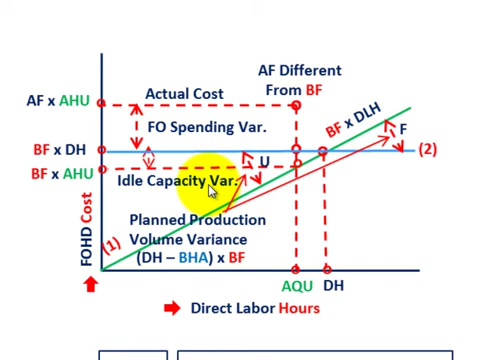 AF x AHU
Actual Cost
AF Different
From BF
FO Spending Var.
BF x DLH
F
BF x DH
(2)
U
BF x AHU
Idle Capacity Var.
Planned Production
Volume Variance
(DH – BHA) x BF
(1)
FOHD Cost
AQU
DH
Direct Labor Hours